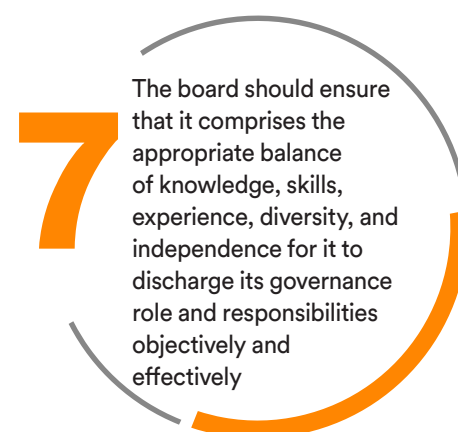 7
The board should ensure
that it comprises the
appropriate balance
of knowledge, skills,
experience, diversity, and
independence for it to
discharge its governance
role and responsibilities
objectively and
effectively